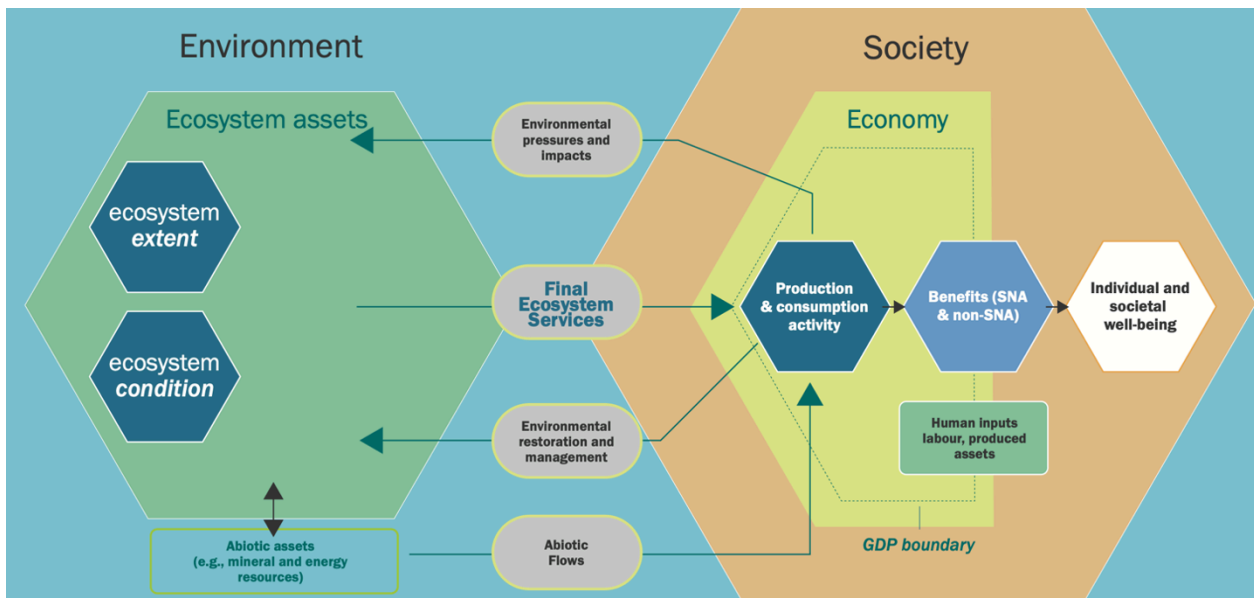 Environment
Society
Ecosystem assets
Economy
Environmental
pressures and
impacts
ecosystem
extent
Final
Ecosystem
Services
Production
& consumption
activity
Benefits (SNA
& non-SNA)
Individual and
societal
well-being
ecosystem
condition
Environmental
restoration and
management
Human inputs
labour, produced
assets
Abiotic assets
(e.g., mineral and energy
resources)
Abiotic
Flows
GDP boundary